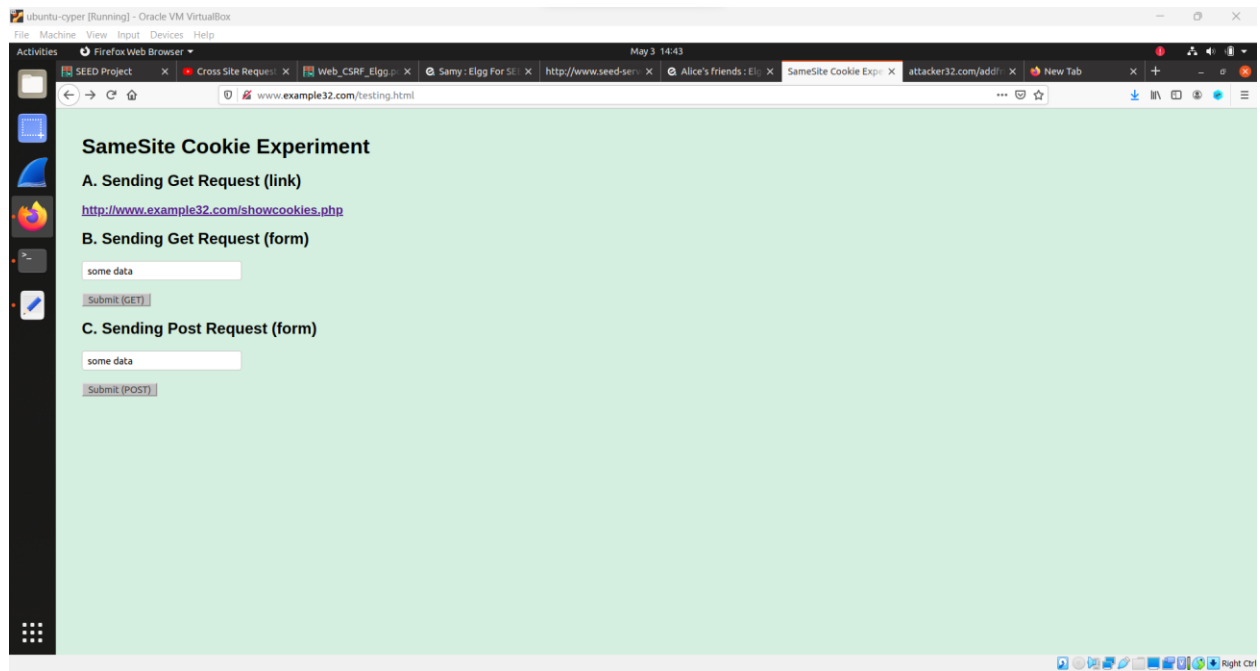 ubuntu-cyper [Running] - Oracle VM VirtualBox
File Machine View Input Devices Help
Activities Firefox Web Browser May 3 14:43
SEED Project Cross Site Request Web_CSRF_Elgg.p Samy : Elgg For SE http://www.seed-serv Alice's friends : Elg SameSite Cookie Expe attacker32.com/addfr New Tab
www.example32.com/testing.html
SameSite Cookie Experiment
A. Sending Get Request (link)
http://www.example32.com/showcookies.php
B. Sending Get Request (form)
some data
Submit (GET)
C. Sending Post Request (form)
some data
Submit (POST)
Right Ctrl